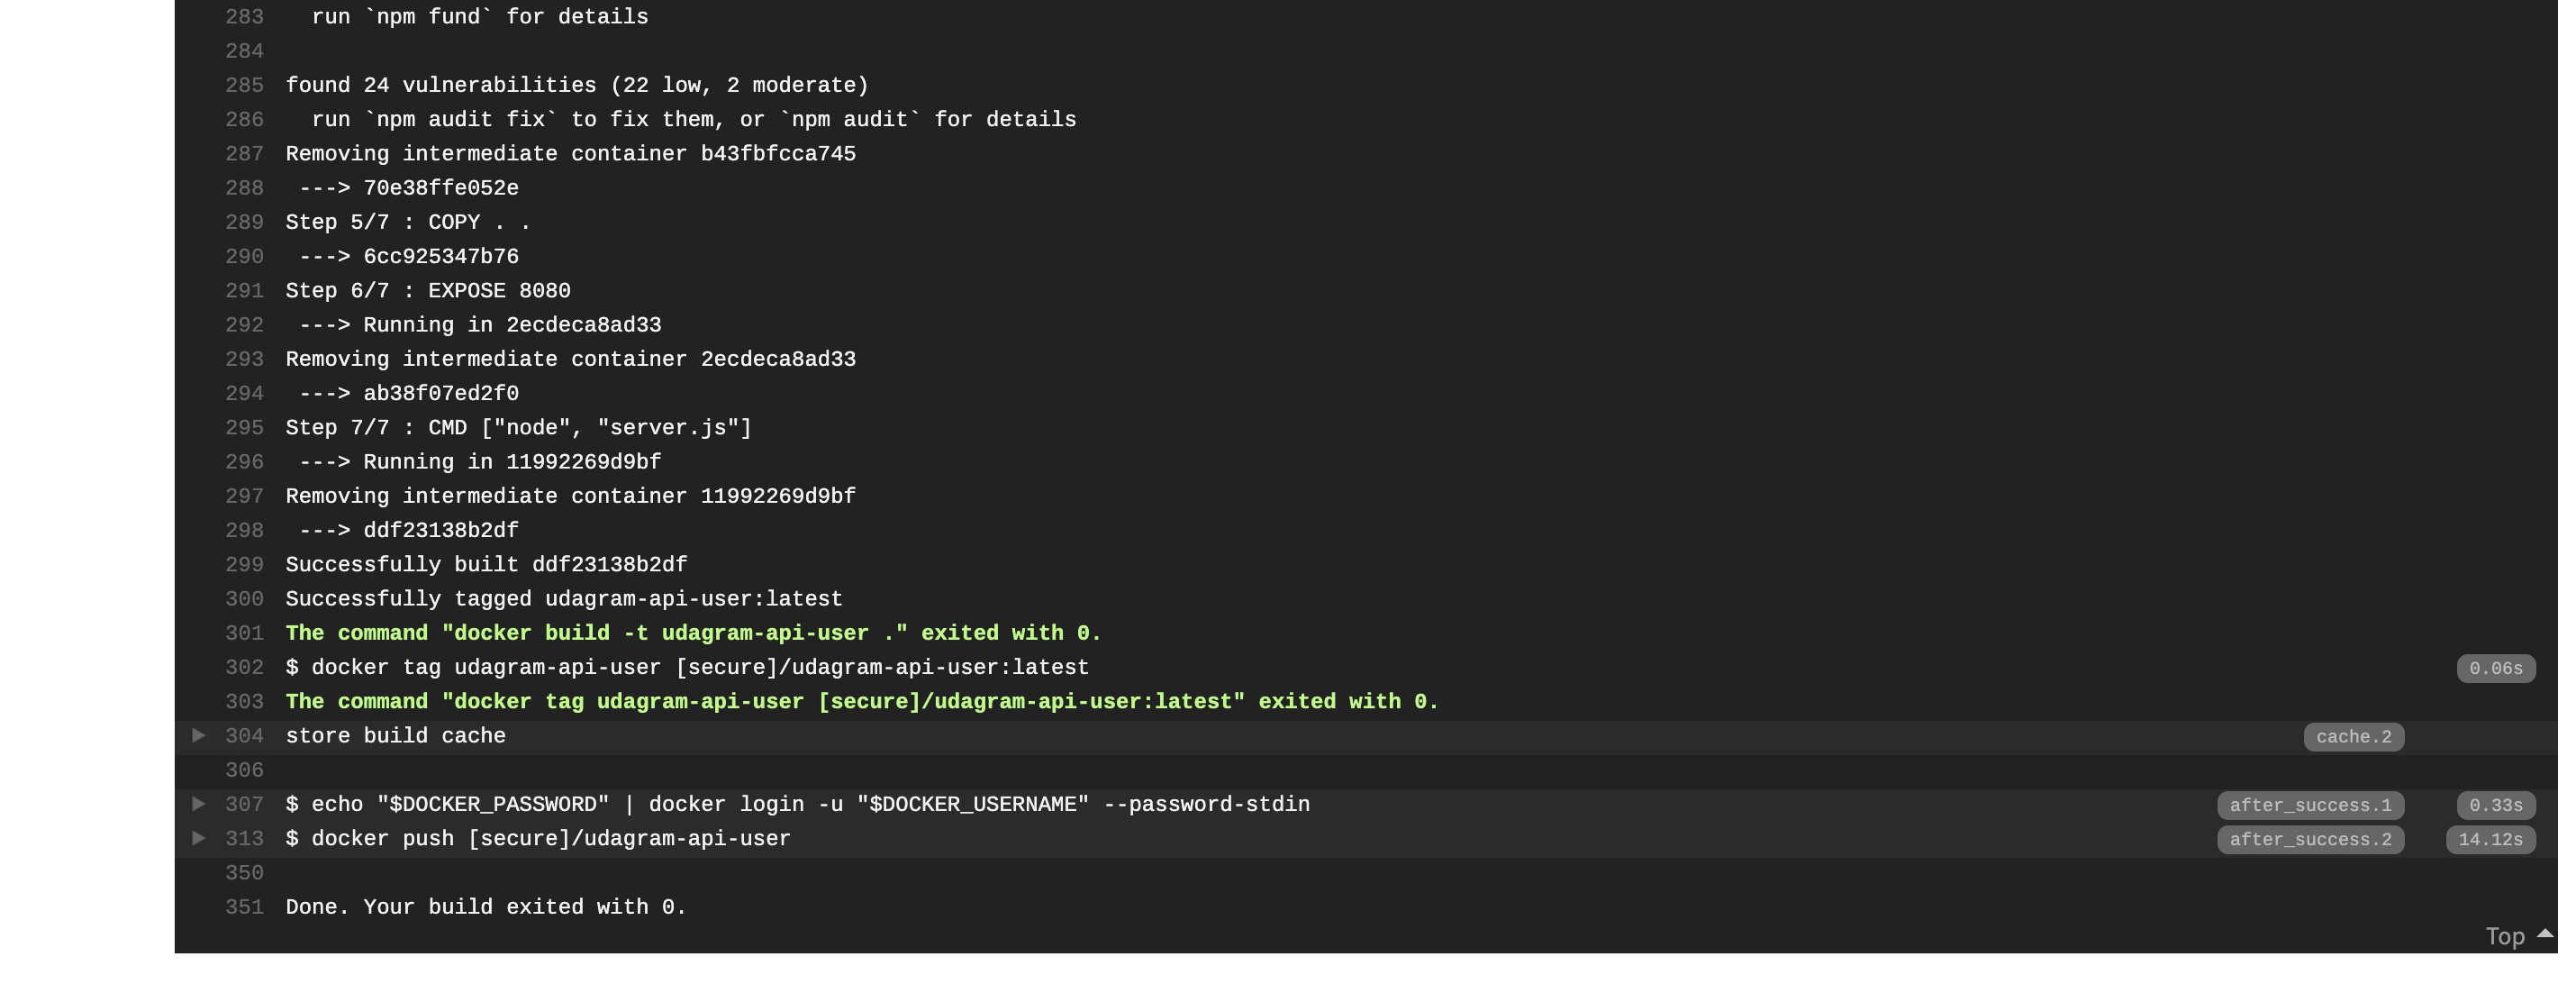 283 run `npm fund` for details
284
285 found 24 vulnerabilities (22 low, 2 moderate)
286 run `npm audit fix` to fix them, or `npm audit` for details
287 Removing intermediate container b43fbfcca745
288 ---> 70e38ffe052e
289 Step 5/7 : COPY . .
290 ---> 6cc925347b76
291 Step 6/7 : EXPOSE 8080
292 ---> Running in 2ecdeca8ad33
293 Removing intermediate container 2ecdeca8ad33
294 ---> ab38f07ed2f0
295 Step 7/7 : CMD ["node", "server.js"]
296 ---> Running in 11992269d9bf
297 Removing intermediate container 11992269d9bf
298 ---> ddf23138b2df
299 Successfully built ddf23138b2df
300 Successfully tagged udagram-api-user:latest
301 The command "docker build -t udagram-api-user ." exited with 0.
302 $ docker tag udagram-api-user [secure]/udagram-api-user:latest 0.06s
303 The command "docker tag udagram-api-user [secure]/udagram-api-user:latest" exited with 0.
304 store build cache cache.2
306
307 $ echo "$DOCKER_PASSWORD" | docker login -u "$DOCKER_USERNAME" --password-stdin after_success.1 0.33s
313 $ docker push [secure]/udagram-api-user after_success.2 14.12s
350
351 Done. Your build exited with 0.
Top